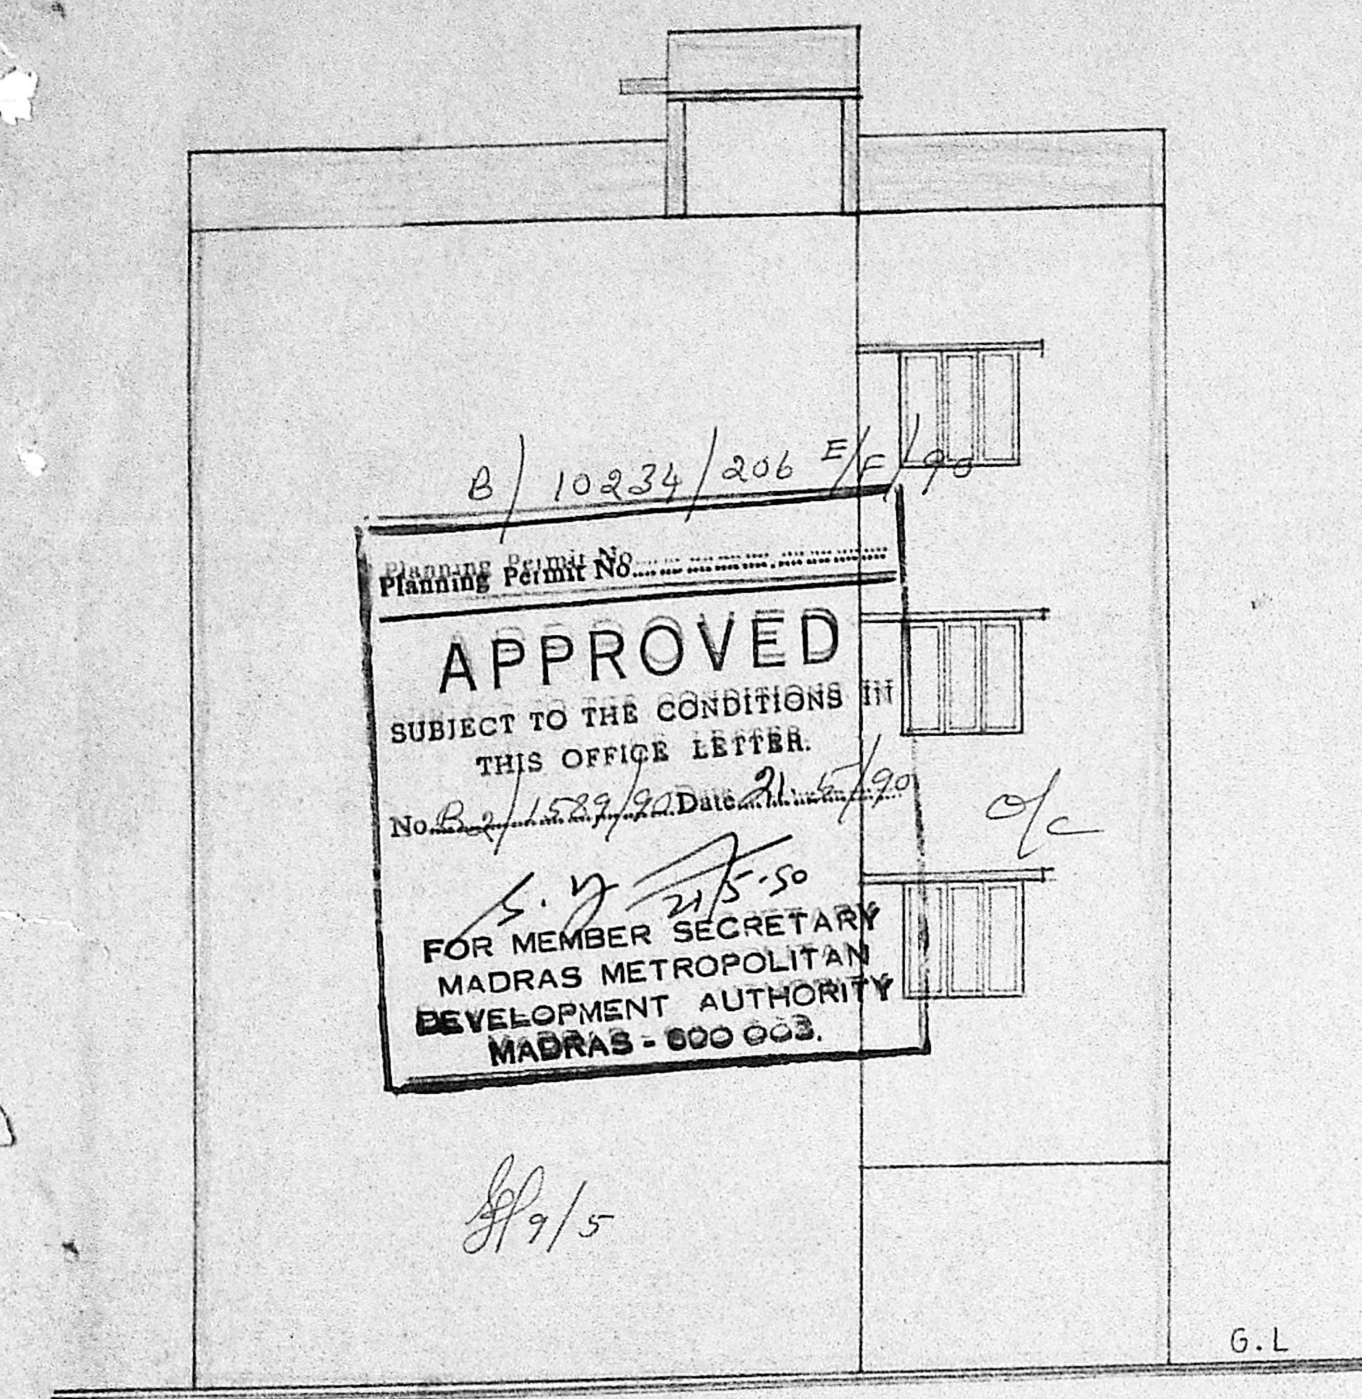 B/10234/206 E/F/90
Planning Permit No
APPROVED
SUBJECT TO THE CONDITIONS IN
THIS OFFICE LETTER.
No. B-2/1589/90 Date 21.5/90
21/5.90
FOR MEMBER SECRETARY
MADRAS METROPOLITAN
DEVELOPMENT AUTHORITY
MADRAS - 600 003.
o/c
9/5
G.L